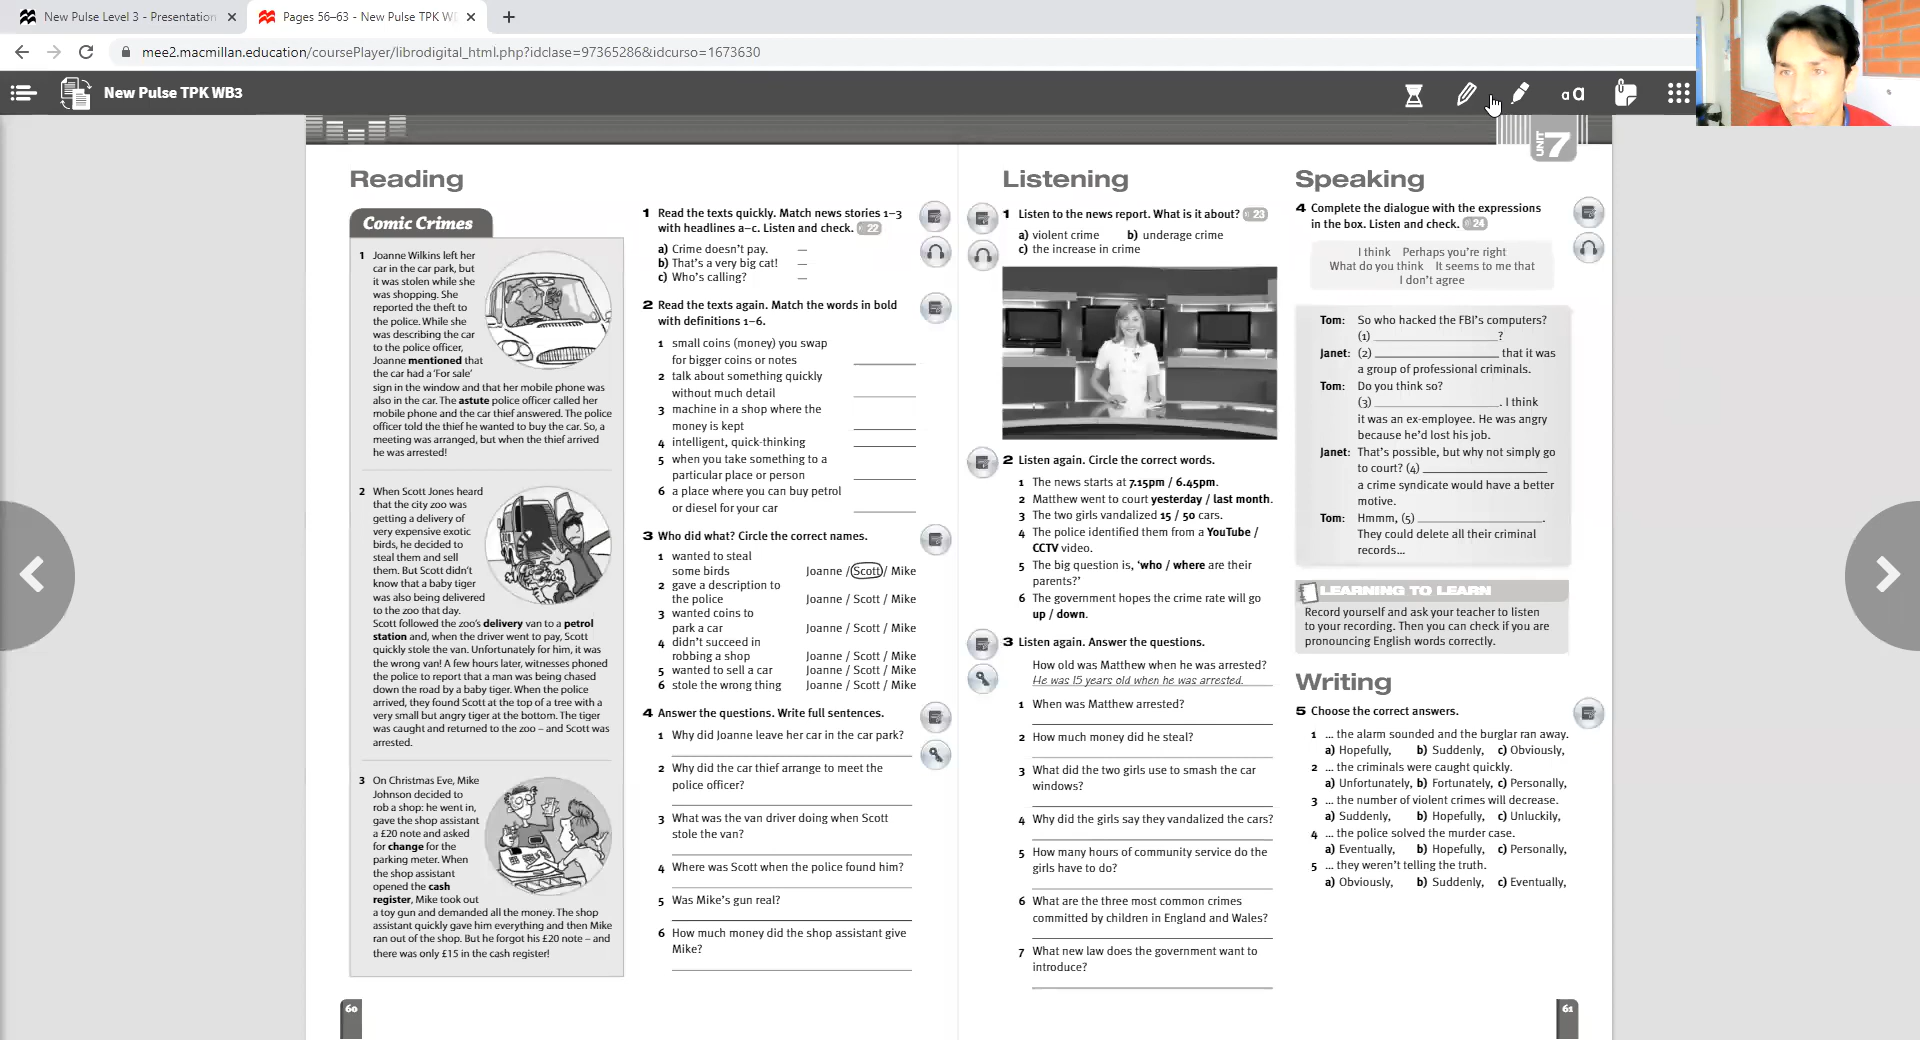 New Pulse Level 3 - Presentation
Pages 56–63 - New Pulse TPK W
mee2.macmillan.education/coursePlayer/librodigital_html.php?idclase=97365286&idcurso=1673630
New Pulse TPK WB3
a a
UNIT 7
Reading
Comic Crimes
1 Joanne Wilkins left her
car in the car park, but
it was stolen while she
was shopping. She
reported the theft to
the police. While she
was describing the car
to the police officer,
Joanne mentioned that
the car had a ‘For sale’
sign in the window and that her mobile phone was
also in the car. The astute police officer called her
mobile phone and the car thief answered. The police
officer told the thief he wanted to buy the car. So, a
meeting was arranged, but when the thief arrived
he was arrested!
2 When Scott Jones heard
that the city zoo was
getting a delivery of
very expensive exotic
birds, he decided to
steal them and sell
them. But Scott didn’t
know that a baby tiger
was also being delivered
to the zoo that day.
Scott followed the zoo’s delivery van to a petrol
station and, when the driver went to pay, Scott
quickly stole the van. Unfortunately for him, it was
the wrong van! A few hours later, witnesses phoned
the police to report that a man was being chased
down the road by a baby tiger. When the police
arrived, they found Scott at the top of a tree with a
very small but angry tiger at the bottom. The tiger
was caught and returned to the zoo – and Scott was
arrested.
3 On Christmas Eve, Mike
Johnson decided to
rob a shop: he went in,
gave the shop assistant
a £20 note and asked
for change for the
parking meter. When
the shop assistant
opened the cash
register, Mike took out
a toy gun and demanded all the money. The shop
assistant quickly gave him everything and then Mike
ran out of the shop. But he forgot his £20 note – and
there was only £15 in the cash register!
60
1 Read the texts quickly. Match news stories 1–3
with headlines a–c. Listen and check. 22
a) Crime doesn’t pay. __
b) That’s a very big cat! __
c) Who’s calling? __
2 Read the texts again. Match the words in bold
with definitions 1–6.
1 small coins (money) you swap
for bigger coins or notes ________
2 talk about something quickly
without much detail ________
3 machine in a shop where the
money is kept ________
4 intelligent, quick-thinking ________
5 when you take something to a
particular place or person ________
6 a place where you can buy petrol
or diesel for your car ________
3 Who did what? Circle the correct names.
1 wanted to steal
some birds Joanne / Scott / Mike
2 gave a description to
the police Joanne / Scott / Mike
3 wanted coins to
park a car Joanne / Scott / Mike
4 didn’t succeed in
robbing a shop Joanne / Scott / Mike
5 wanted to sell a car Joanne / Scott / Mike
6 stole the wrong thing Joanne / Scott / Mike
4 Answer the questions. Write full sentences.
1 Why did Joanne leave her car in the car park?
2 Why did the car thief arrange to meet the
police officer?
3 What was the van driver doing when Scott
stole the van?
4 Where was Scott when the police found him?
5 Was Mike’s gun real?
6 How much money did the shop assistant give
Mike?
Listening
1 Listen to the news report. What is it about? 23
a) violent crime b) underage crime
c) the increase in crime
2 Listen again. Circle the correct words.
1 The news starts at 7.15pm / 6.45pm.
2 Matthew went to court yesterday / last month.
3 The two girls vandalized 15 / 50 cars.
4 The police identified them from a YouTube /
CCTV video.
5 The big question is, ‘who / where are their
parents?’
6 The government hopes the crime rate will go
up / down.
3 Listen again. Answer the questions.
How old was Matthew when he was arrested?
He was 15 years old when he was arrested.
1 When was Matthew arrested?
2 How much money did he steal?
3 What did the two girls use to smash the car
windows?
4 Why did the girls say they vandalized the cars?
5 How many hours of community service do the
girls have to do?
6 What are the three most common crimes
committed by children in England and Wales?
7 What new law does the government want to
introduce?
Speaking
4 Complete the dialogue with the expressions
in the box. Listen and check. 24
I think Perhaps you’re right
What do you think It seems to me that
I don’t agree
Tom: So who hacked the FBI’s computers?
(1) ________________?
Janet: (2) ________________ that it was
a group of professional criminals.
Tom: Do you think so?
(3) ________________. I think
it was an ex-employee. He was angry
because he’d lost his job.
Janet: That’s possible, but why not simply go
to court? (4) ________________
a crime syndicate would have a better
motive.
Tom: Hmmm, (5) ________________.
They could delete all their criminal
records...
LEARNING TO LEARN
Record yourself and ask your teacher to listen
to your recording. Then you can check if you are
pronouncing English words correctly.
Writing
5 Choose the correct answers.
1 ... the alarm sounded and the burglar ran away.
a) Hopefully, b) Suddenly, c) Obviously,
2 ... the criminals were caught quickly.
a) Unfortunately, b) Fortunately, c) Personally,
3 ... the number of violent crimes will decrease.
a) Suddenly, b) Hopefully, c) Unluckily,
4 ... the police solved the murder case.
a) Eventually, b) Hopefully, c) Personally,
5 ... they weren’t telling the truth.
a) Obviously, b) Suddenly, c) Eventually,
61